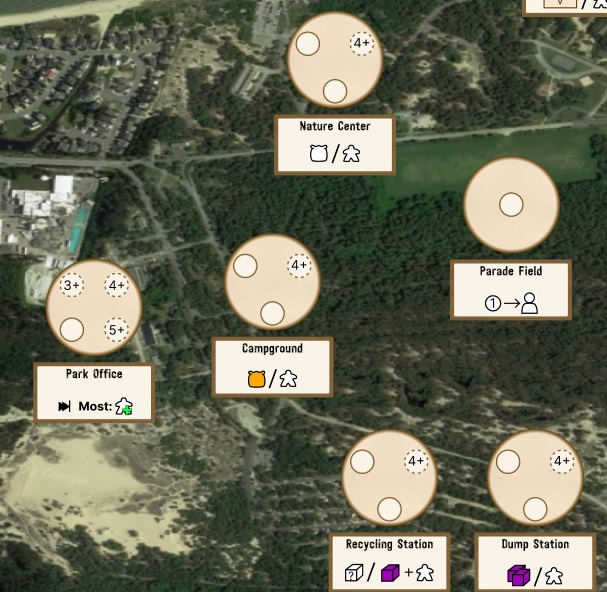 4+
Nature Center
/
Parade Field
1→
3+ 4+
5+
Park Office
Most:
4+
Campground
/
4+
Recycling Station
? / +
4+
Dump Station
/